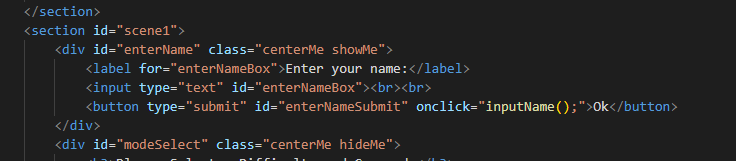 </section>
<section id="scene1">
<div id="enterName" class="centerMe showMe">
<label for="enterNameBox">Enter your name:</label>
<input type="text" id="enterNameBox"><br><br>
<button type="submit" id="enterNameSubmit" onclick="inputName();">Ok</button>
</div>
<div id="modeSelect" class="centerMe hideMe">